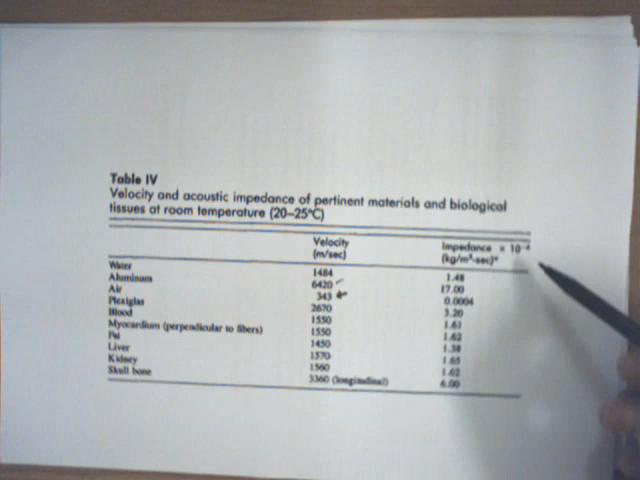 Table IV
Velocity and acoustic impedance of pertinent materials and biological
tissues at room temperature (20–25°C)
Velocity Impedance × 10⁻⁶
(m/sec) (kg/m²-sec)ᵃ
Water 1484 1.48
Aluminum 6420 17.00
Air 343 0.0004
Plexiglas 2670 3.20
Blood 1550 1.61
Myocardium (perpendicular to fibers) 1550 1.62
Fat 1450 1.38
Liver 1570 1.65
Kidney 1560 1.62
Skull bone 3360 (longitudinal) 6.00